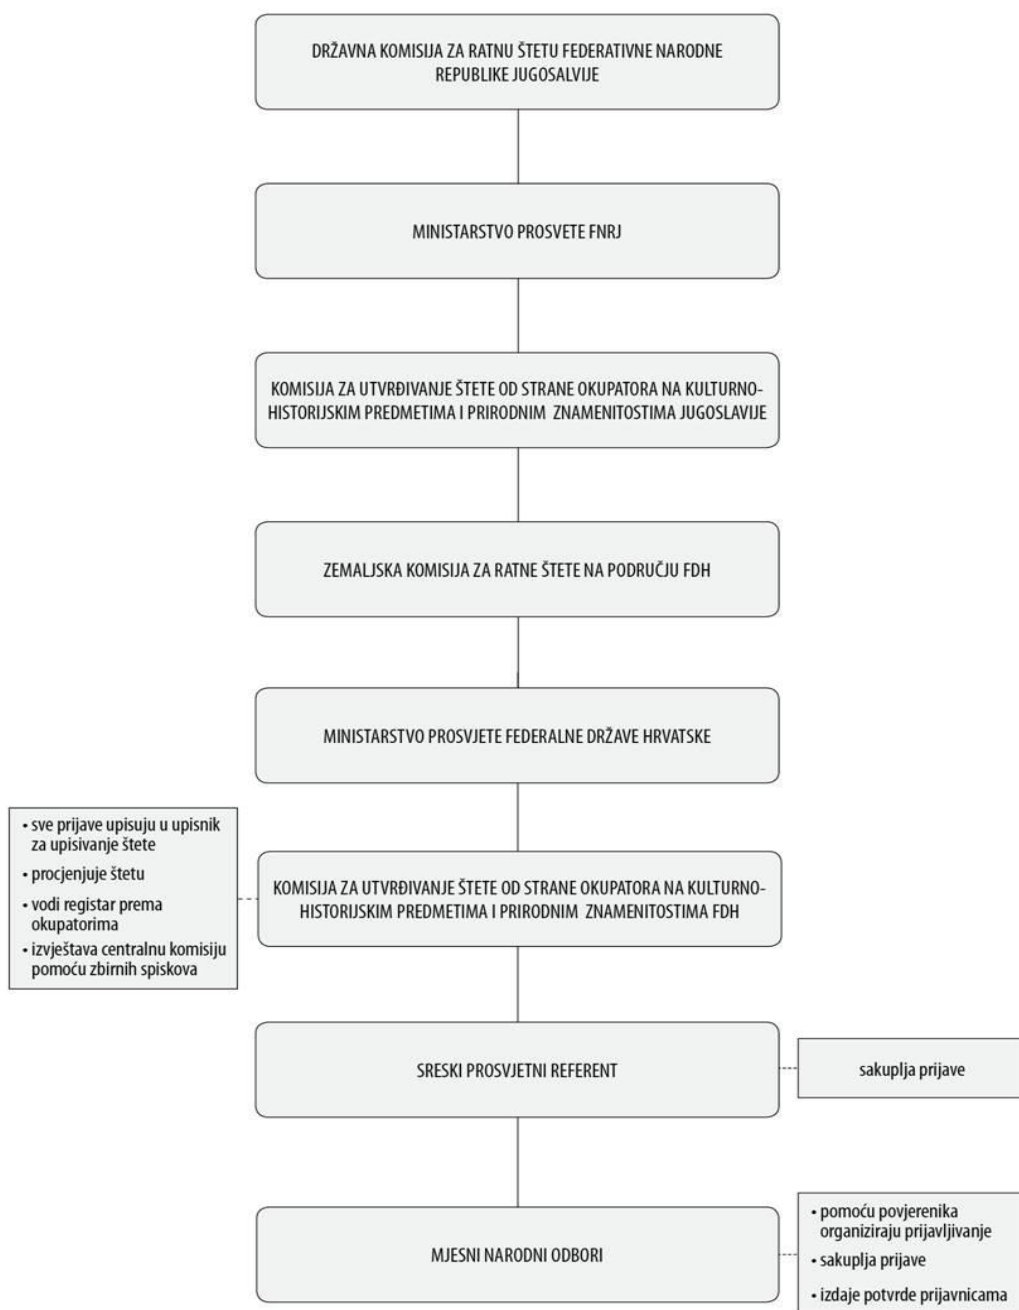 DRŽAVNA KOMISIJA ZA RATNU ŠTETU FEDERATIVNE NARODNE
REPUBLIKE JUGOSALVIJE
MINISTARSTVO PROSVETE FNRJ
KOMISIJA ZA UTVRĐIVANJE ŠTETE OD STRANE OKUPATORA NA KULTURNO-
HISTORIJSKIM PREDMETIMA I PRIRODNIM ZNAMENITOSTIMA JUGOSLAVIJE
ZEMALJSKA KOMISIJA ZA RATNE ŠTETE NA PODRUČJU FDH
MINISTARSTVO PROSVJETE FEDERALNE DRŽAVE HRVATSKE
• sve prijave upisuju u upisnik
za upisivanje štete
• procjenjuje štetu
• vodi registar prema
okupatorima
• izvještava centralnu komisiju
pomoću zbirnih spiskova
KOMISIJA ZA UTVRĐIVANJE ŠTETE OD STRANE OKUPATORA NA KULTURNO-
HISTORIJSKIM PREDMETIMA I PRIRODNIM ZNAMENITOSTIMA FDH
SRESKI PROSVJETNI REFERENT
sakuplja prijave
MJESNI NARODNI ODBORI
• pomoću povjerenika
organiziraju prijavljivanje
• sakuplja prijave
• izdaje potvrde prijavnicama